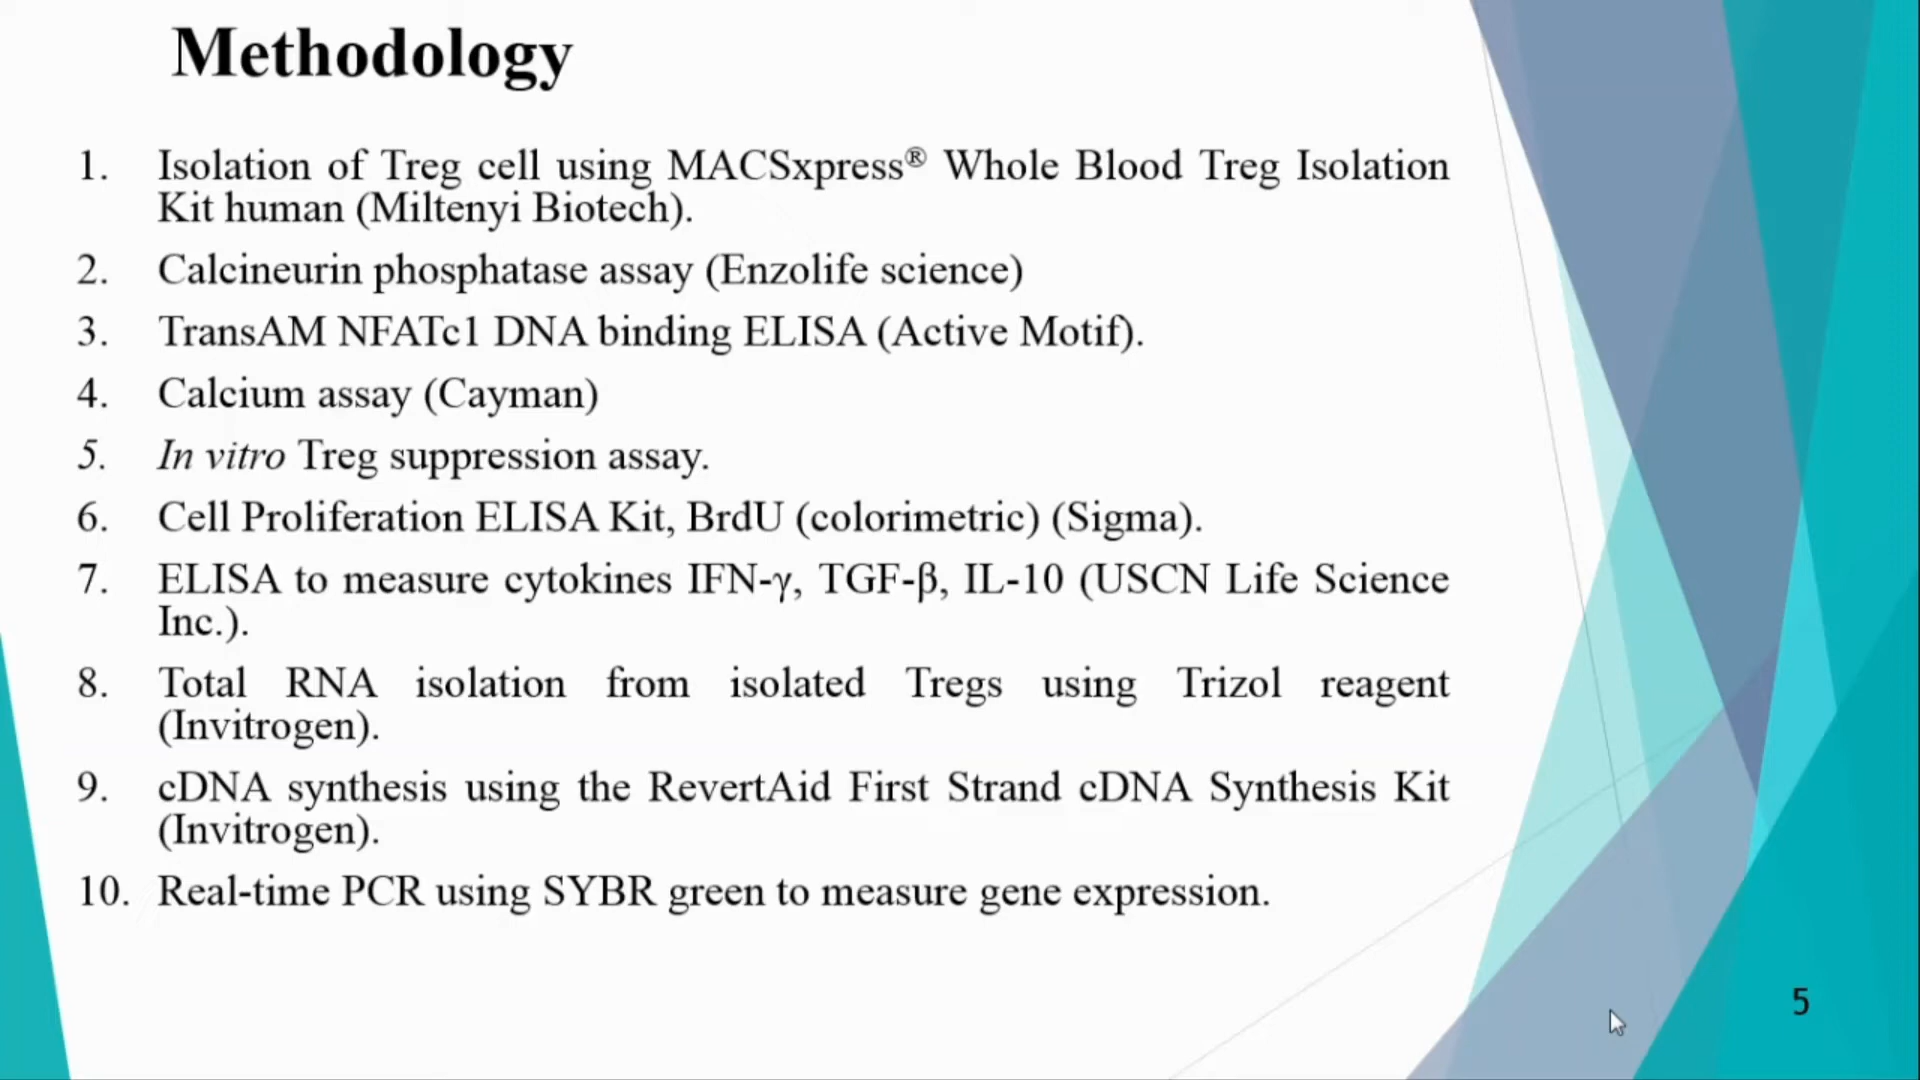 Methodology
1. Isolation of Treg cell using MACSxpress® Whole Blood Treg Isolation
Kit human (Miltenyi Biotech).
2. Calcineurin phosphatase assay (Enzolife science)
3. TransAM NFATc1 DNA binding ELISA (Active Motif).
4. Calcium assay (Cayman)
5. In vitro Treg suppression assay.
6. Cell Proliferation ELISA Kit, BrdU (colorimetric) (Sigma).
7. ELISA to measure cytokines IFN-γ, TGF-β, IL-10 (USCN Life Science
Inc.).
8. Total RNA isolation from isolated Tregs using Trizol reagent
(Invitrogen).
9. cDNA synthesis using the RevertAid First Strand cDNA Synthesis Kit
(Invitrogen).
10. Real-time PCR using SYBR green to measure gene expression.
5